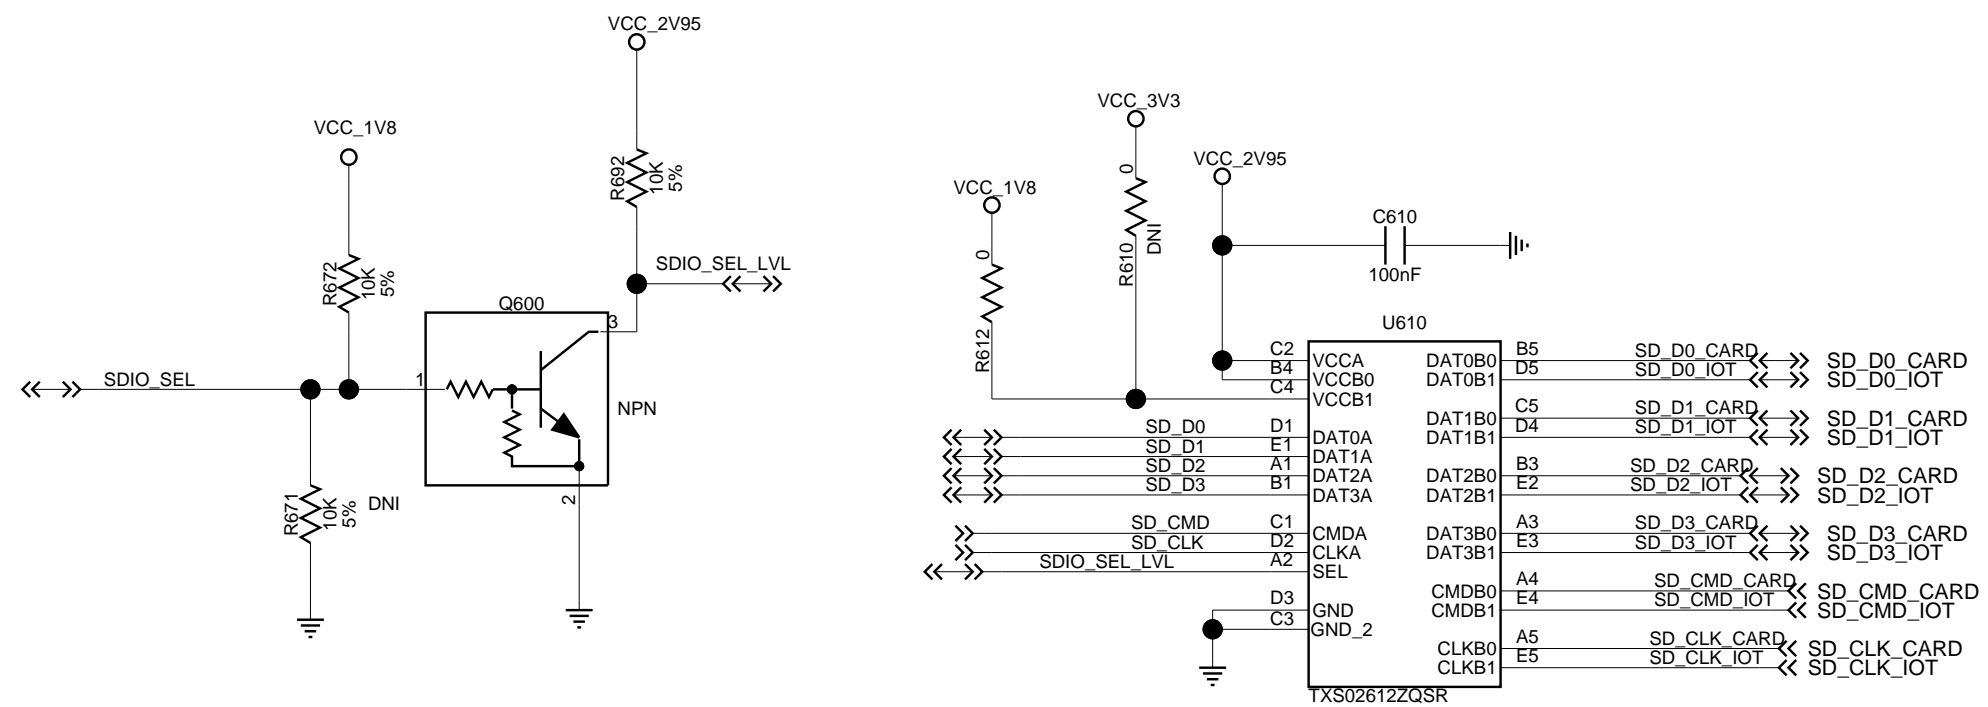 VCC_2V95
VCC_1V8
R692
10K
5%
SDIO_SEL_LVL
R672
10K
5%
Q600
3
SDIO_SEL
1
NPN
2
R671
10K
5%
DNI
VCC_3V3
VCC_2V95
VCC_1V8
0
R610
DNI
0
R612
C610
100nF
U610
C2 VCCA
B4 VCCB0
C4 VCCB1
SD_D0 D1 DAT0A
SD_D1 E1 DAT1A
SD_D2 A1 DAT2A
SD_D3 B1 DAT3A
SD_CMD C1 CMDA
SD_CLK D2 CLKA
SDIO_SEL_LVL A2 SEL
D3 GND
C3 GND_2
DAT0B0 B5 SD_D0_CARD SD_D0_CARD
DAT0B1 D5 SD_D0_IOT SD_D0_IOT
DAT1B0 C5 SD_D1_CARD SD_D1_CARD
DAT1B1 D4 SD_D1_IOT SD_D1_IOT
DAT2B0 B3 SD_D2_CARD SD_D2_CARD
DAT2B1 E2 SD_D2_IOT SD_D2_IOT
DAT3B0 A3 SD_D3_CARD SD_D3_CARD
DAT3B1 E3 SD_D3_IOT SD_D3_IOT
CMDB0 A4 SD_CMD_CARD SD_CMD_CARD
CMDB1 E4 SD_CMD_IOT SD_CMD_IOT
CLKB0 A5 SD_CLK_CARD SD_CLK_CARD
CLKB1 E5 SD_CLK_IOT SD_CLK_IOT
TXS02612ZQSR